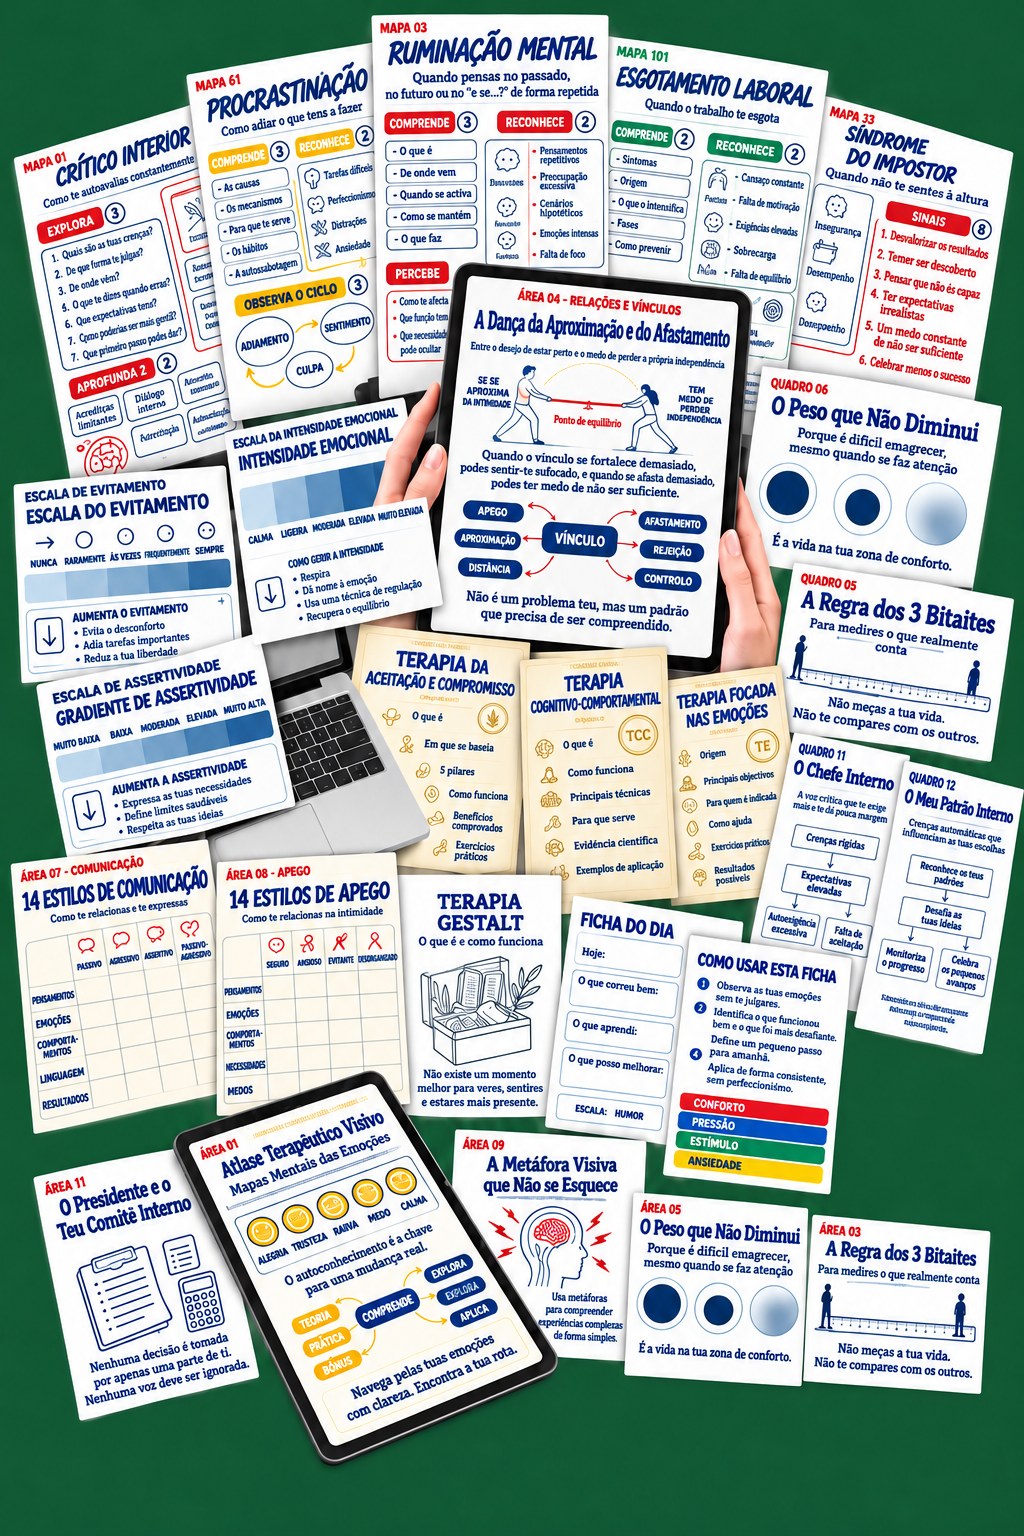 MAPA 01
CRÍTICO INTERIOR
Como te autoavalias constantemente
EXPLORA 3
1. Quais são as tuas crenças?
2. De que forma te julgas?
3. De onde vêm?
4. O que te dizes quando erras?
5. Que expectativas tens?
6. Como poderias ser mais gentil?
7. Que primeiro passo podes dar?
APROFUNDA 2 2
Diálogo interno
MAPA 61
PROCRASTINAÇÃO
Como adiar o que tens a fazer
COMPRENDE 3
- As causas
- Os mecanismos
- Para que te serve
- Os hábitos
- A autossabotagem
RECONHECE 2
Tarefas difíceis
Perfeccionismo
Distrações
Ansiedade
OBSERVA O CICLO 3
ADIAMENTO
SENTIMENTO
CULPA
MAPA 03
RUMINAÇÃO MENTAL
Quando pensas no passado,
no futuro ou no "e se...?" de forma repetida
COMPRENDE 3
- O que é
- De onde vem
- Quando se activa
- Como se mantém
- O que faz
RECONHECE 2
• Pensamentos repetitivos
• Preocupação excessiva
• Cenários hipotéticos
• Emoções intensas
• Falta de foco
PERCEBE
• Como te afecta
• Que função tem
• Que necessidade
pode ocultar
MAPA 101
ESGOTAMENTO LABORAL
Quando o trabalho te esgota
COMPRENDE 2
- Sintomas
- Origem
- O que o intensifica
- Fases
- Como prevenir
RECONHECE 2
- Cansaço constante
- Falta de motivação
- Exigências elevadas
- Sobrecarga
- Falta de equilíbrio
MAPA 33
SÍNDROME
DO IMPOSTOR
Quando não te sentes à altura
Insegurança
Desempenho
SINAIS 8
1. Desvalorizar os resultados
2. Temer ser descoberto
3. Pensar que não és capaz
4. Ter expectativas
irrealistas
5. Um medo constante
de não ser suficiente
6. Celebrar menos o sucesso
ÁREA 04 - RELAÇÕES E VÍNCULOS
A Dança da Aproximação e do Afastamento
Entre o desejo de estar perto e o medo de perder a própria independência
SE SE
APROXIMA
DA INTIMIDADE
Ponto de equilíbrio
TEM
MEDO DE
PERDER
INDEPENDÊNCIA
Quando o vínculo se fortalece demasiado,
podes sentir-te sufocado, e quando se afasta demasiado,
podes ter medo de não ser suficiente.
APEGO
APROXIMAÇÃO
DISTÂNCIA
VÍNCULO
AFASTAMENTO
REJEIÇÃO
CONTROLO
Não é um problema teu, mas um padrão
que precisa de ser compreendido.
QUADRO 06
O Peso que Não Diminui
Porque é difícil emagrecer,
mesmo quando se faz atenção
É a vida na tua zona de conforto.
ESCALA DE EVITAMENTO
ESCALA DO EVITAMENTO
NUNCA RARAMENTE ÀS VEZES FREQUENTEMENTE SEMPRE
AUMENTA O EVITAMENTO
• Evita o desconforto
• Adia tarefas importantes
• Reduz a tua liberdade
ESCALA DA INTENSIDADE EMOCIONAL
INTENSIDADE EMOCIONAL
CALMA LIGEIRA MODERADA ELEVADA MUITO ELEVADA
COMO GERIR A INTENSIDADE
• Respira
• Dá nome à emoção
• Usa uma técnica de regulação
• Recupera o equilíbrio
QUADRO 05
A Regra dos 3 Bitaites
Para medires o que realmente
conta
Não meças a tua vida.
Não te compares com os outros.
ESCALA DE ASSERTIVIDADE
GRADIENTE DE ASSERTIVIDADE
MUITO BAIXA BAIXA MODERADA ELEVADA MUITO ALTA
AUMENTA A ASSERTIVIDADE
• Expressa as tuas necessidades
• Define limites saudáveis
• Respeita as tuas ideias
TERAPIA DA
ACEITAÇÃO E COMPROMISSO
O que é
Em que se baseia
5 pilares
Como funciona
Benefícios
comprovados
Exercícios
práticos
TERAPIA
COGNITIVO-COMPORTAMENTAL
TCC
O que é
Como funciona
Principais técnicas
Para que serve
Evidência científica
Exemplos de aplicação
TERAPIA FOCADA
NAS EMOÇÕES
TE
Origem
Principais objectivos
Para quem é indicada
Como ajuda
Exercícios práticos
Resultados
possíveis
QUADRO 11
O Chefe Interno
A voz crítica que te exige
mais e te dá pouca margem
Crenças rígidas
Expectativas
elevadas
Autoexigência
excessiva
Falta de
aceitação
QUADRO 12
O Meu Patrão Interno
Crenças automáticas que
influenciam as tuas escolhas
Reconhece os teus
padrões
Desafia as
tuas ideias
Monitoriza
o progresso
Celebra
os pequenos
avanços
ÁREA 07 - COMUNICAÇÃO
14 ESTILOS DE COMUNICAÇÃO
Como te relacionas e te expressas
PASSIVO AGRESSIVO ASSERTIVO PASSIVO-AGRESSIVO
PENSAMENTOS
EMOÇÕES
COMPORTA-
MENTOS
LINGUAGEM
RESULTADOS
ÁREA 08 - APEGO
14 ESTILOS DE APEGO
Como te relacionas na intimidade
SEGURO ANSIOSO EVITANTE DESORGANIZADO
PENSAMENTOS
EMOÇÕES
COMPORTA-
MENTOS
NECESSIDADES
MEDOS
TERAPIA
GESTALT
O que é e como funciona
Não existe um momento
melhor para veres, sentires
e estares mais presente.
FICHA DO DIA
Hoje:
O que correu bem:
O que aprendi:
O que posso melhorar:
ESCALA: HUMOR
COMO USAR ESTA FICHA
1 Observa as tuas emoções
sem te julgares.
2 Identifica o que funcionou
bem e o que foi mais desafiante.
Define um pequeno passo
para amanhã.
4 Aplica de forma consistente,
sem perfeccionismo.
CONFORTO
PRESSÃO
ESTÍMULO
ANSIEDADE
ÁREA 11
O Presidente e o
Teu Comitê Interno
Nenhuma decisão é tomada
por apenas uma parte de ti.
Nenhuma voz deve ser ignorada.
ÁREA 01
Atlase Terapêutico Visivo
Mapas Mentais das Emoções
ALEGRIA TRISTEZA RAIVA MEDO CALMA
O autoconhecimento é a chave
para uma mudança real.
TEORIA
PRÁTICA
BÓNUS
COMPRENDE
EXPLORA
EXPLORA
APLICA
Navega pelas tuas emoções
com clareza. Encontra a tua rota.
ÁREA 09
A Metáfora Visiva
que Não se Esquece
Usa metáforas
para compreender
experiências complezas
de forma simples.
ÁREA 05
O Peso que Não Diminui
Porque é difícil emagrecer,
mesmo quando se faz atenção
É a vida na tua zona de conforto.
ÁREA 03
A Regra dos 3 Bitaites
Para medires o que realmente conta
Não meças a tua vida.
Não te compares com os outros.